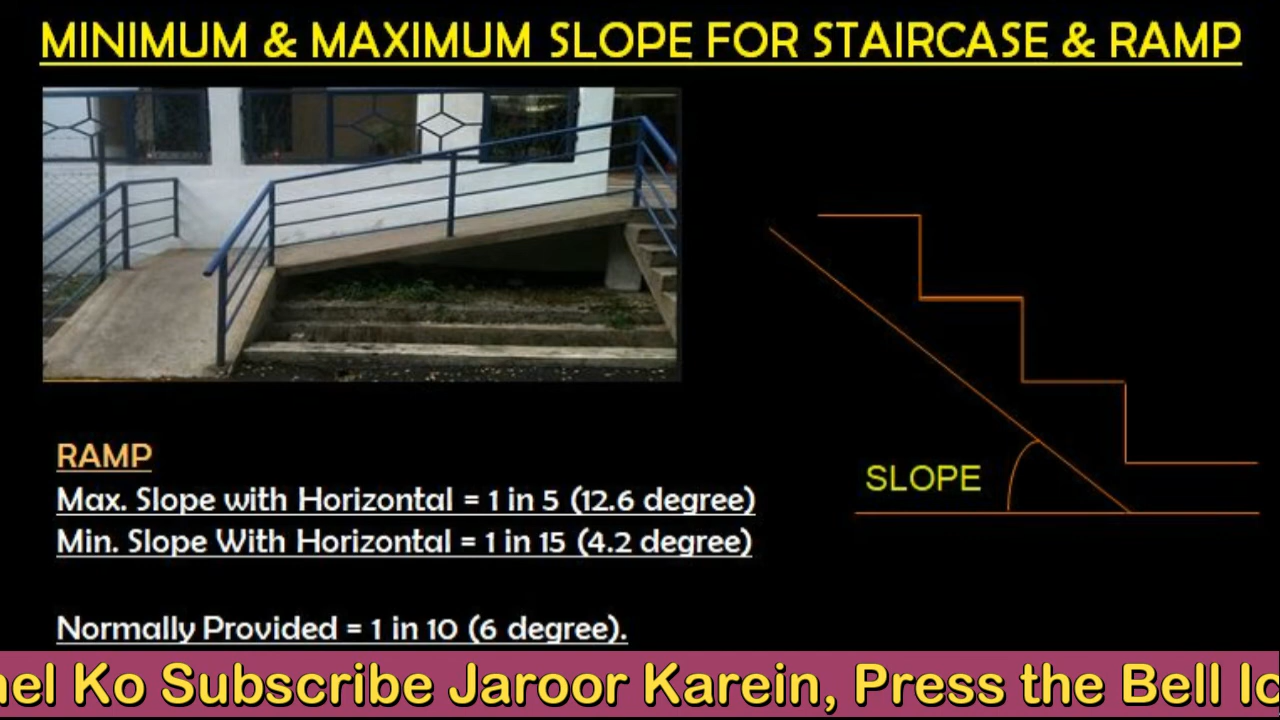 MINIMUM & MAXIMUM SLOPE FOR STAIRCASE & RAMP
SLOPE
RAMP
Max. Slope with Horizontal = 1 in 5 (12.6 degree)
Min. Slope With Horizontal = 1 in 15 (4.2 degree)
Normally Provided = 1 in 10 (6 degree).
Ko Subscribe Jaroor Karein, Press the Bell